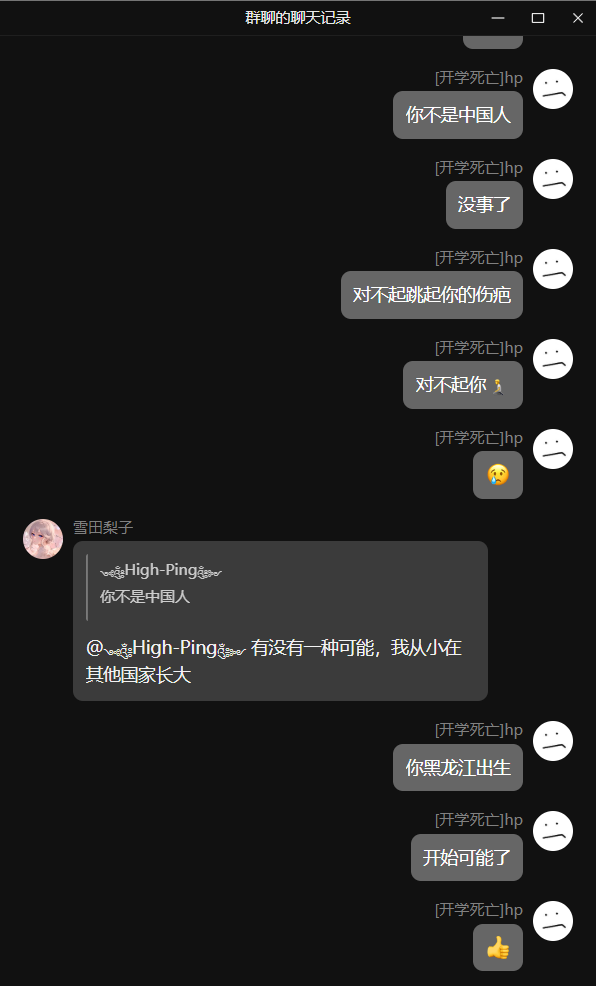 群聊的聊天记录
[开学死亡]hp
你不是中国人
[开学死亡]hp
没事了
[开学死亡]hp
对不起跳起你的伤疤
[开学死亡]hp
对不起你🧎
[开学死亡]hp
😢
雪田梨子
High-Ping
你不是中国人
@High-Ping 有没有一种可能，我从小在
其他国家长大
[开学死亡]hp
你黑龙江出生
[开学死亡]hp
开始可能了
[开学死亡]hp
👍